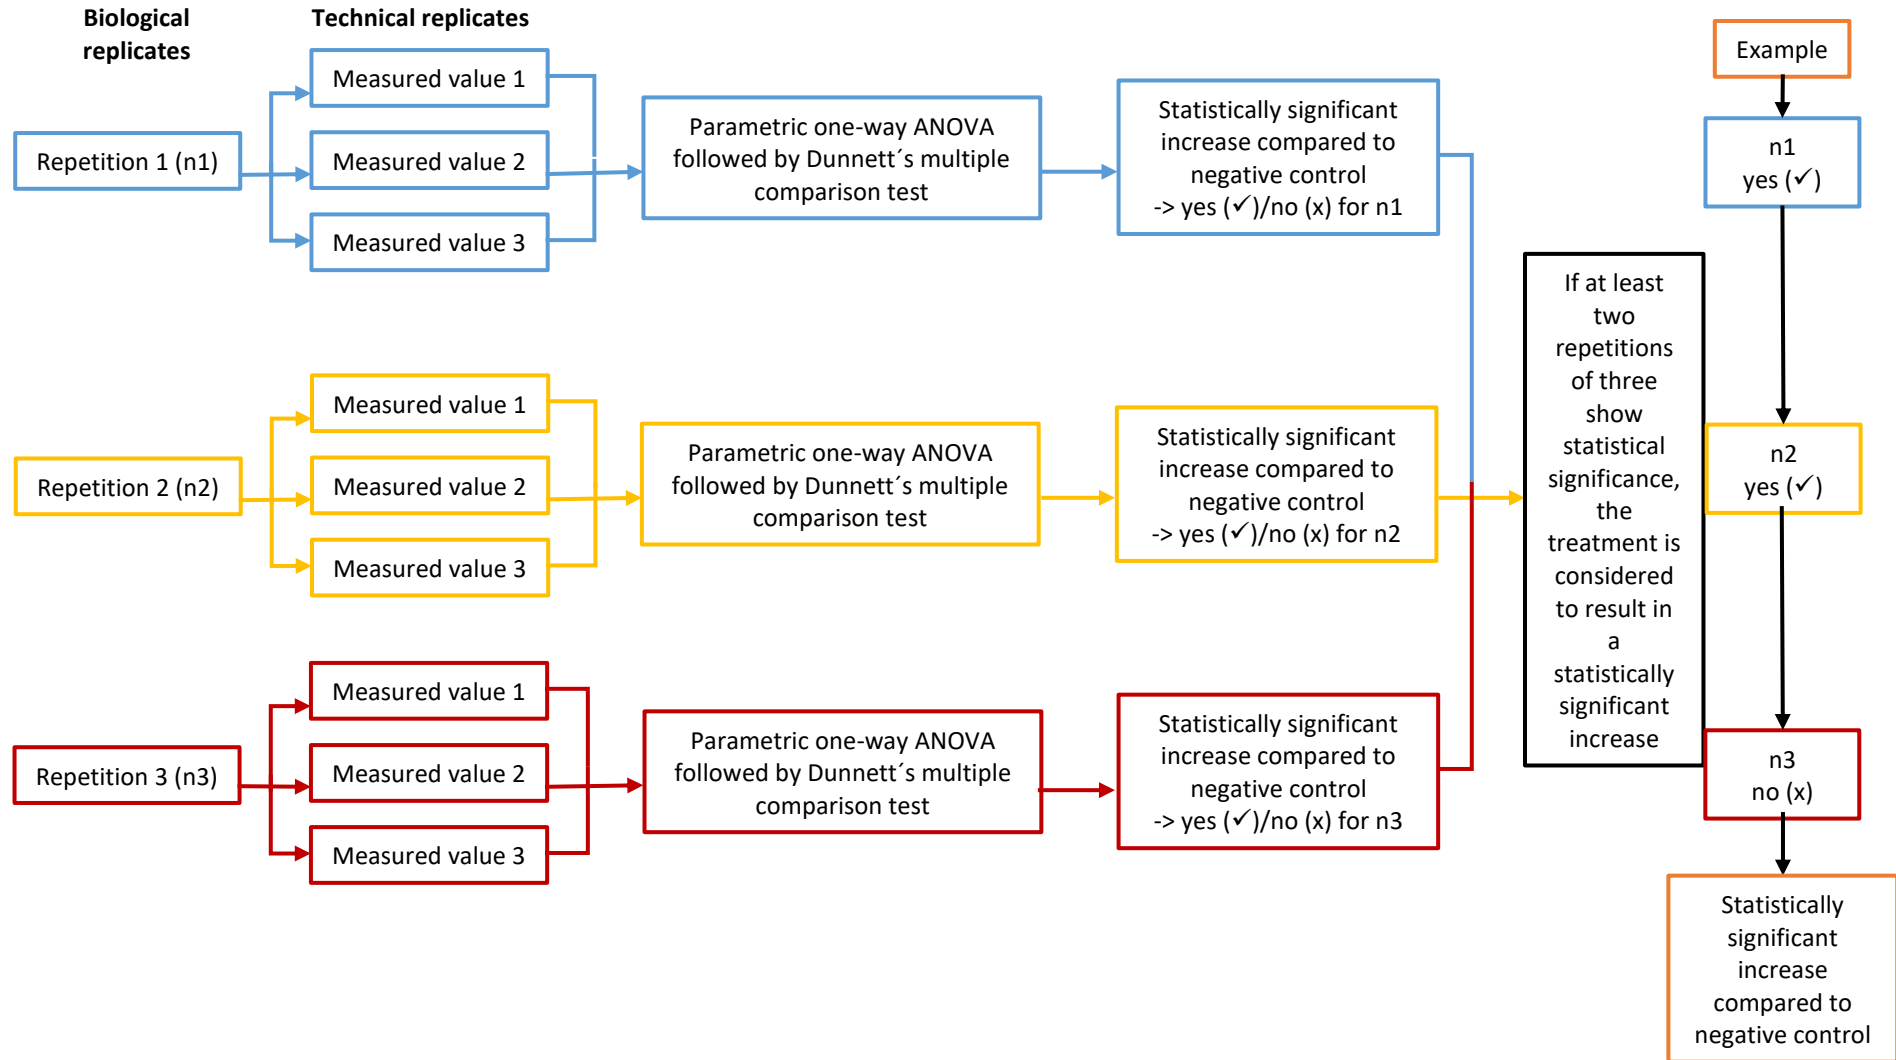 Biological
replicates
Technical replicates
Repetition 1 (n1)
Measured value 1
Measured value 2
Measured value 3
Parametric one-way ANOVA
followed by Dunnett´s multiple
comparison test
Statistically significant
increase compared to
negative control
-> yes (✓)/no (x) for n1
Repetition 2 (n2)
Measured value 1
Measured value 2
Measured value 3
Parametric one-way ANOVA
followed by Dunnett´s multiple
comparison test
Statistically significant
increase compared to
negative control
-> yes (✓)/no (x) for n2
Repetition 3 (n3)
Measured value 1
Measured value 2
Measured value 3
Parametric one-way ANOVA
followed by Dunnett´s multiple
comparison test
Statistically significant
increase compared to
negative control
-> yes (✓)/no (x) for n3
If at least
two
repetitions
of three
show
statistical
significance,
the
treatment is
considered
to result in
a
statistically
significant
increase
Example
n1
yes (✓)
n2
yes (✓)
n3
no (x)
Statistically
significant
increase
compared to
negative control